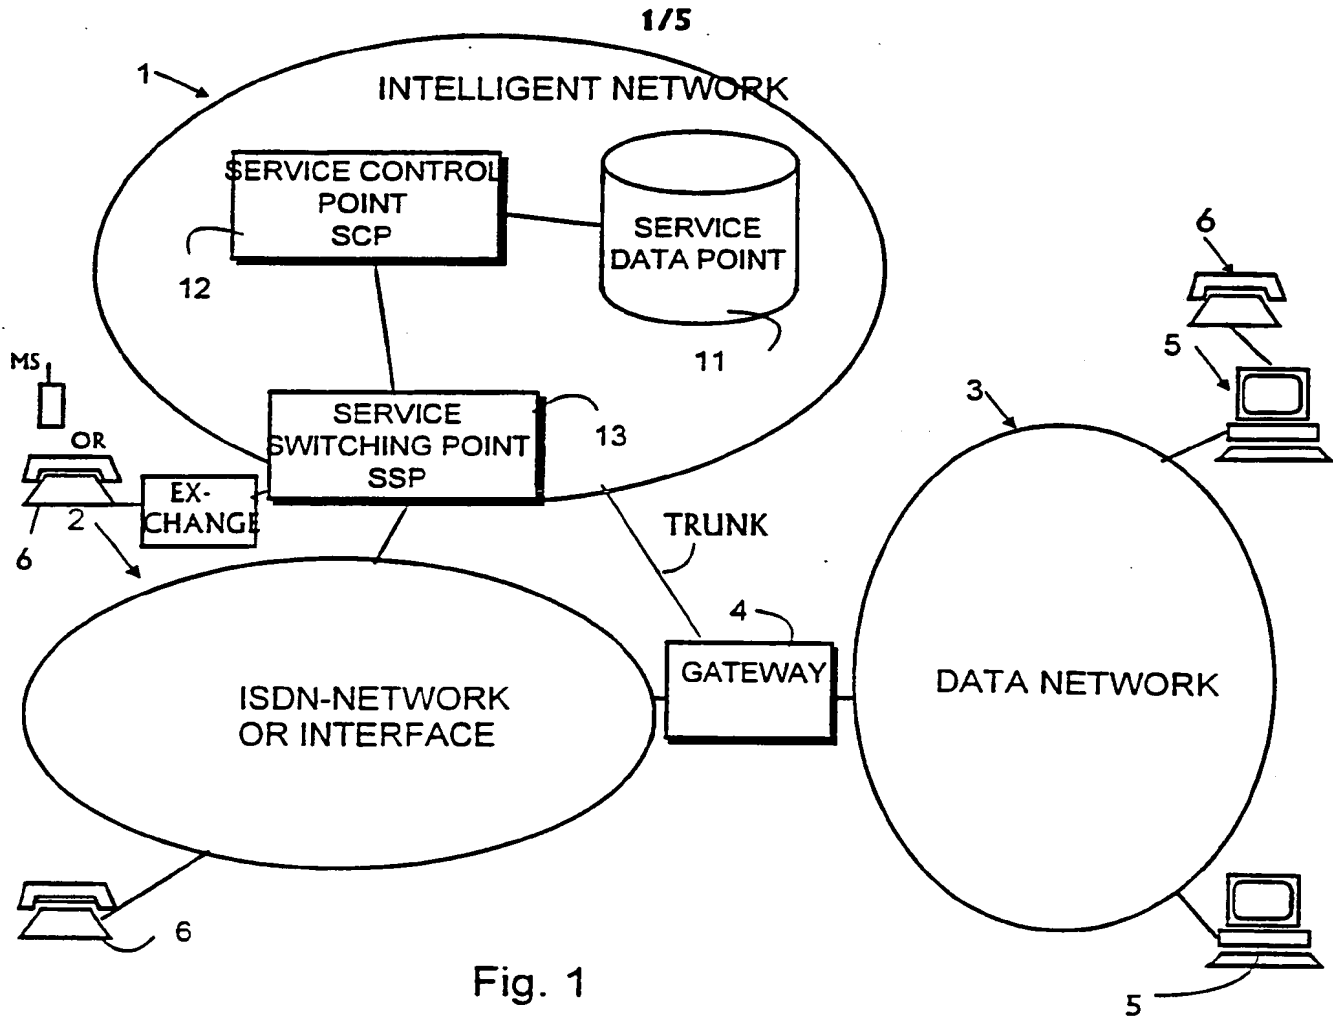 1/5
1
INTELLIGENT NETWORK
SERVICE CONTROL
POINT
SCP
SERVICE
DATA POINT
12
11
6
5
MS
OR
SERVICE
SWITCHING POINT
SSP
13
3
EX-
CHANGE
2
6
TRUNK
4
GATEWAY
DATA NETWORK
ISDN-NETWORK
OR INTERFACE
6
5
Fig. 1